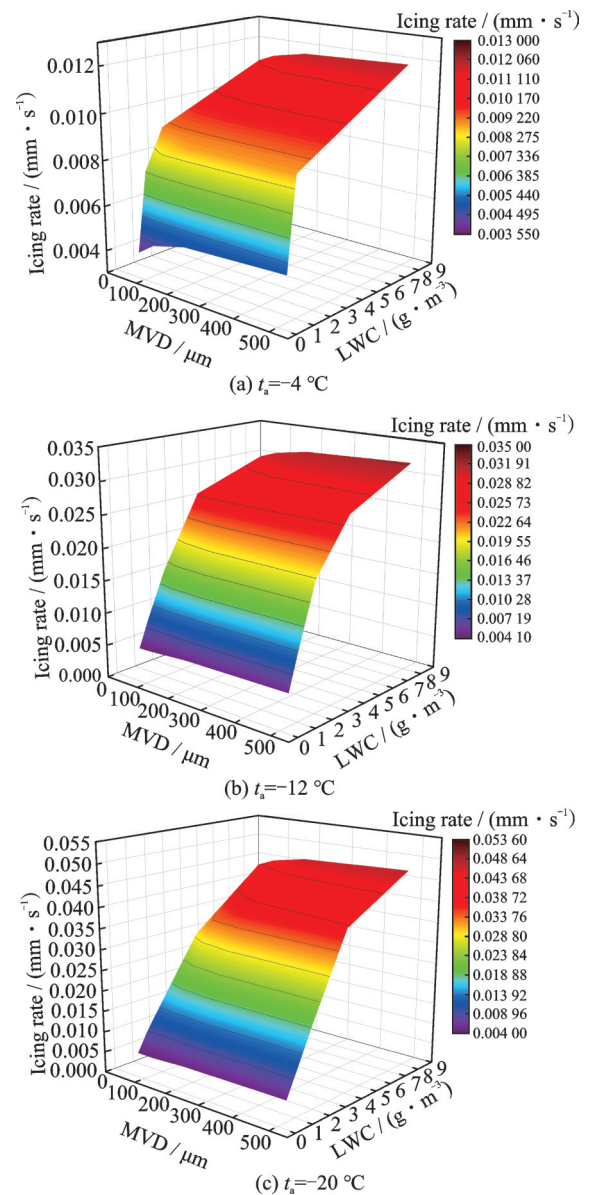 Icing rate / (mm · s⁻¹)
0.013 000
0.012 060
0.011 110
0.010 170
0.009 220
0.008 275
0.007 336
0.006 385
0.005 440
0.004 495
0.003 550
Icing rate / (mm · s⁻¹)
0.012
0.010
0.008
0.006
0.004
0 100 200 300 400 500
MVD / μm
0 1 2 3 4 5 6 7 8 9
LWC / (g · m⁻³)
(a) tₐ=−4 ℃
Icing rate / (mm · s⁻¹)
0.035 00
0.031 91
0.028 82
0.025 73
0.022 64
0.019 55
0.016 46
0.013 37
0.010 28
0.007 19
0.004 10
Icing rate / (mm · s⁻¹)
0.035
0.030
0.025
0.020
0.015
0.010
0.005
0.000
0 100 200 300 400 500
MVD / μm
0 1 2 3 4 5 6 7 8 9
LWC / (g · m⁻³)
(b) tₐ=−12 ℃
Icing rate / (mm · s⁻¹)
0.053 60
0.048 64
0.043 68
0.038 72
0.033 76
0.028 80
0.023 84
0.018 88
0.013 92
0.008 96
0.004 00
Icing rate / (mm · s⁻¹)
0.055
0.050
0.045
0.040
0.035
0.030
0.025
0.020
0.015
0.010
0.005
0.000
0 100 200 300 400 500
MVD / μm
0 1 2 3 4 5 6 7 8 9
LWC / (g · m⁻³)
(c) tₐ=−20 ℃